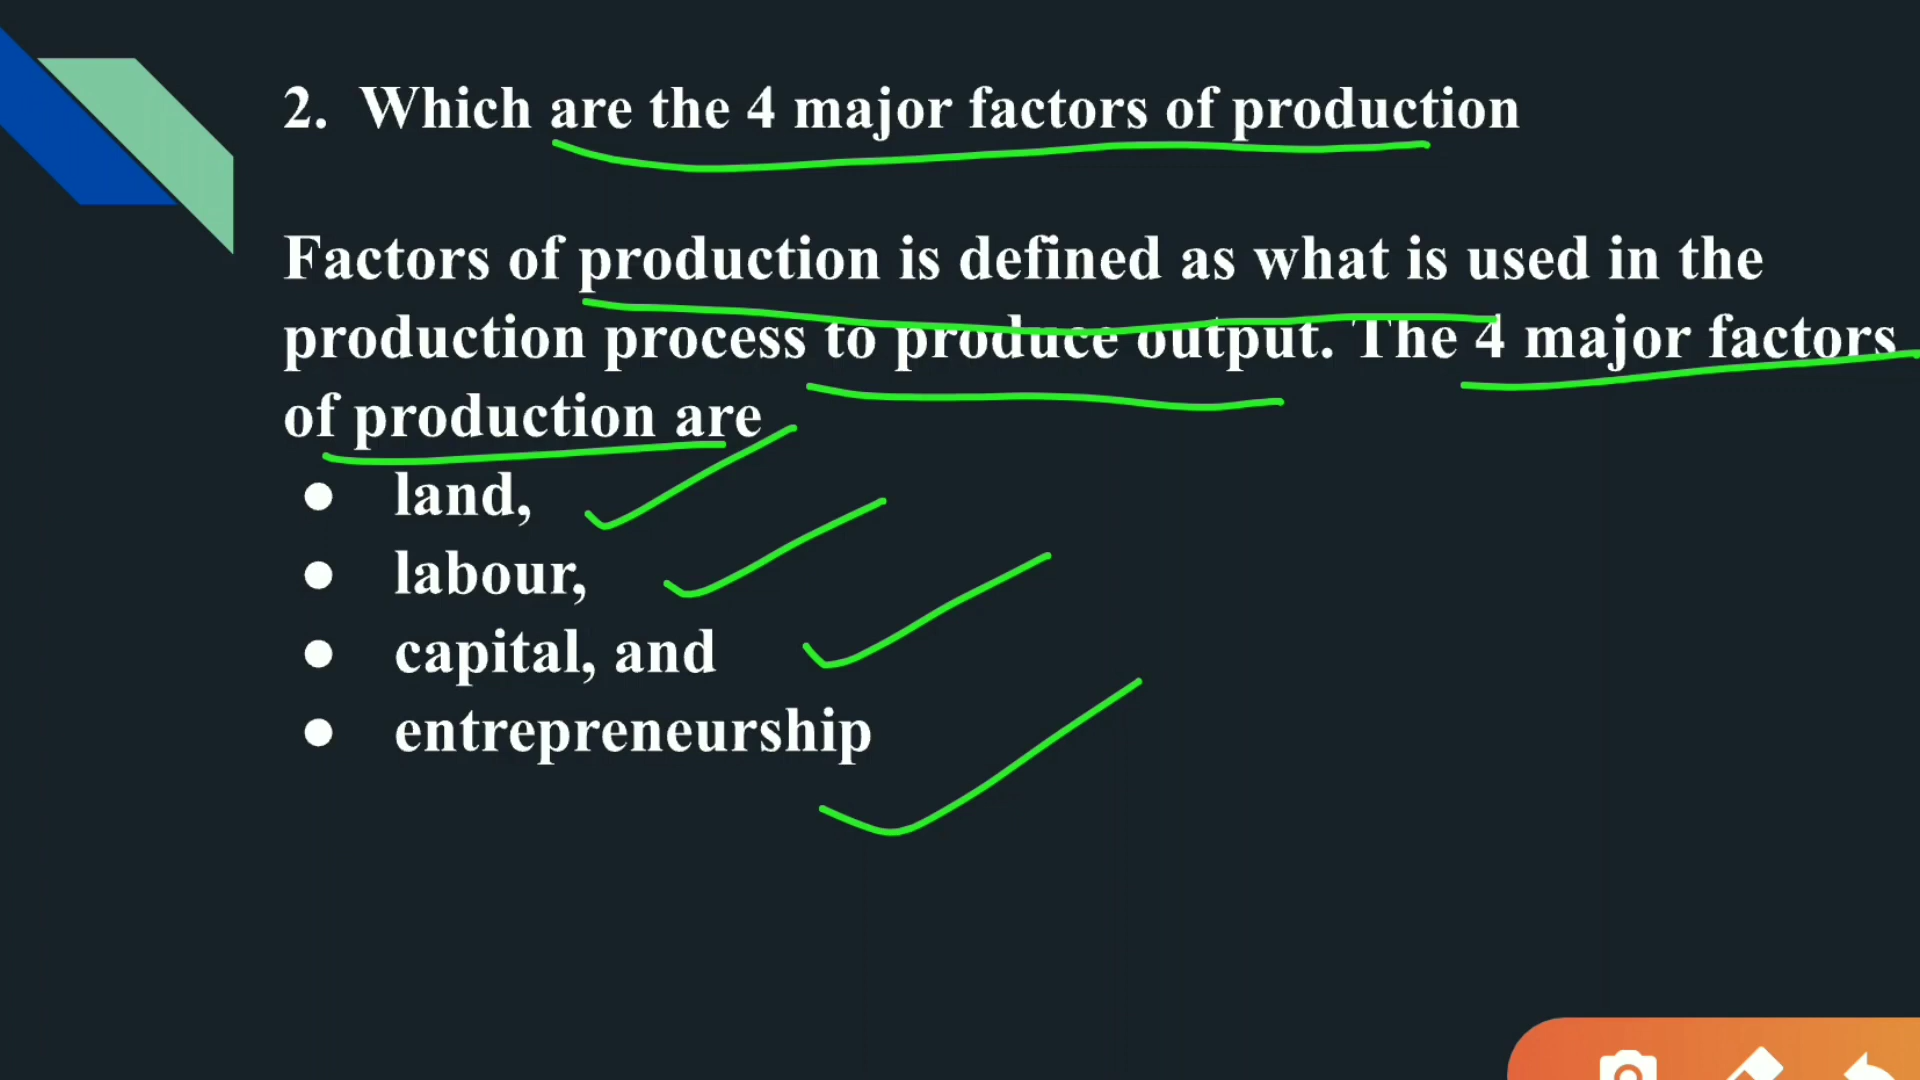 2. Which are the 4 major factors of production
Factors of production is defined as what is used in the
production process to produce output. The 4 major factors
of production are
● land,
● labour,
● capital, and
● entrepreneurship